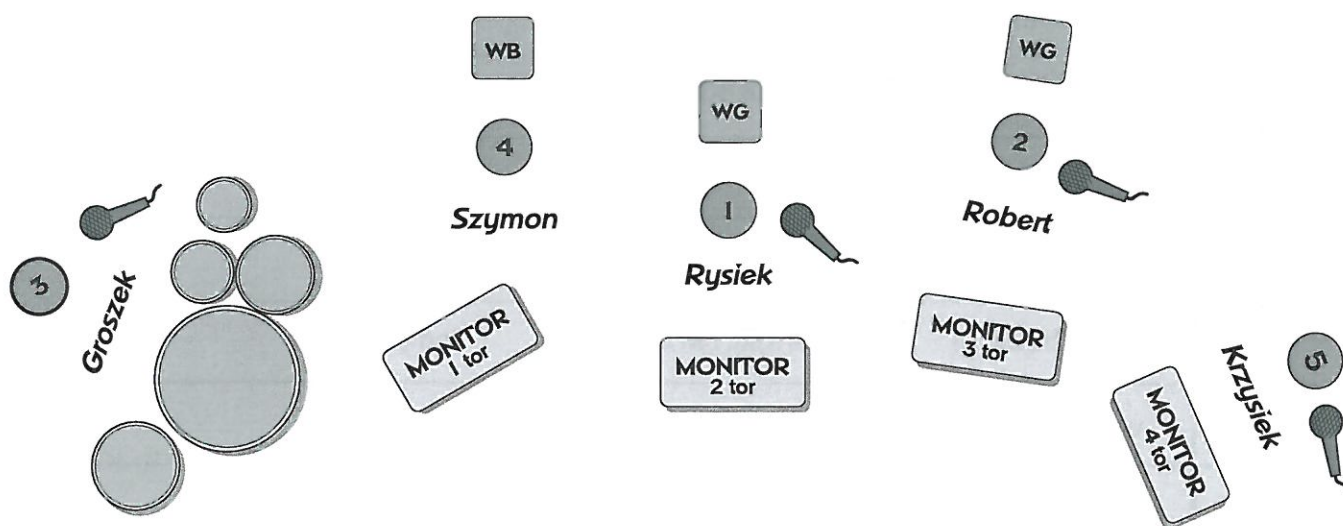 WB
4
Szymon
WG
1
Rysiek
WG
2
Robert
3
Groszek
MONITOR
1 tor
MONITOR
2 tor
MONITOR
3 tor
5
Krzysiek
MONITOR
4 tor